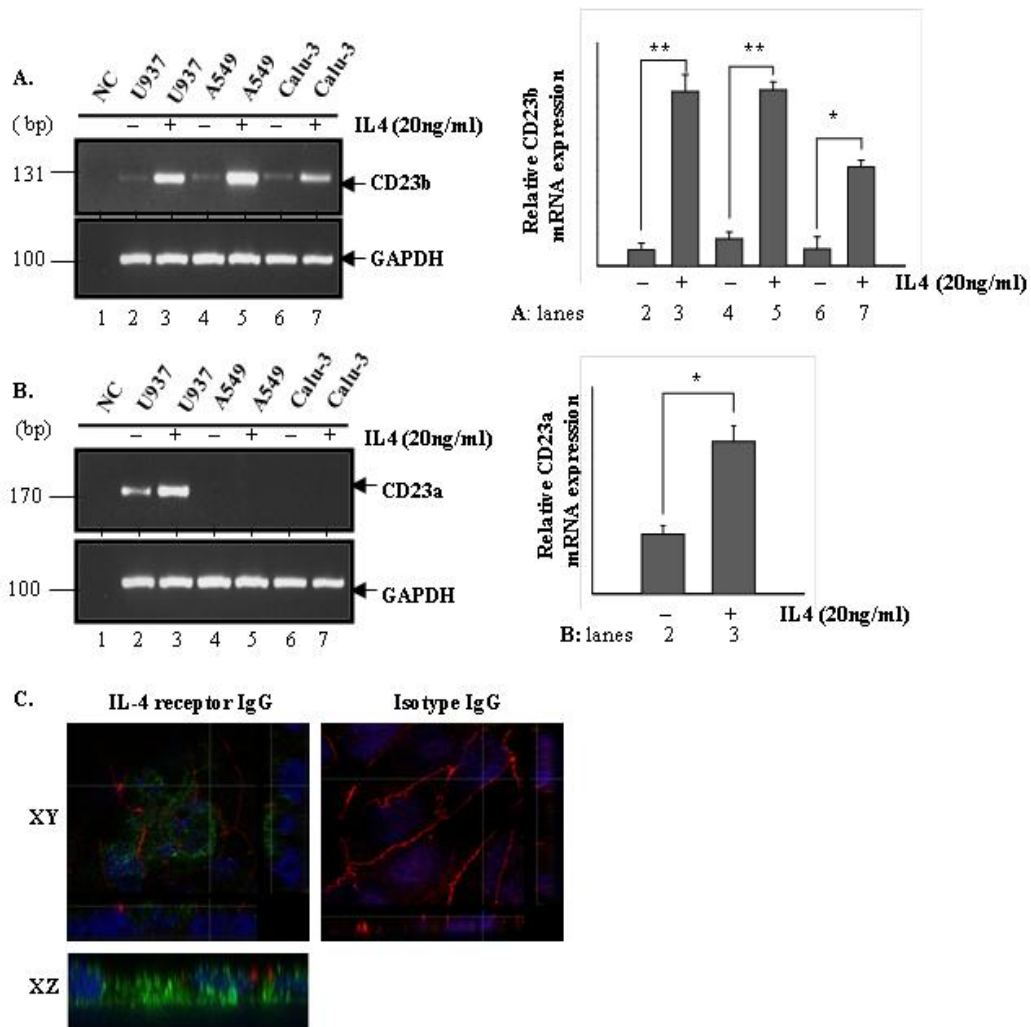 A.
NC U937 U937 A549 A549 Calu-3 Calu-3
( bp)
– + – + – + IL4 (20ng/ml)
131
CD23b
100
GAPDH
1 2 3 4 5 6 7
Relative CD23b
mRNA expression
** ** *
– + – + – + IL4 (20ng/ml)
A: lanes 2 3 4 5 6 7
B.
NC U937 U937 A549 A549 Calu-3 Calu-3
(bp)
– + – + – + IL4 (20ng/ml)
170
CD23a
100
GAPDH
1 2 3 4 5 6 7
Relative CD23a
mRNA expression
*
– + IL4 (20ng/ml)
B: lanes 2 3
C.
IL-4 receptor IgG Isotype IgG
XY
XZ